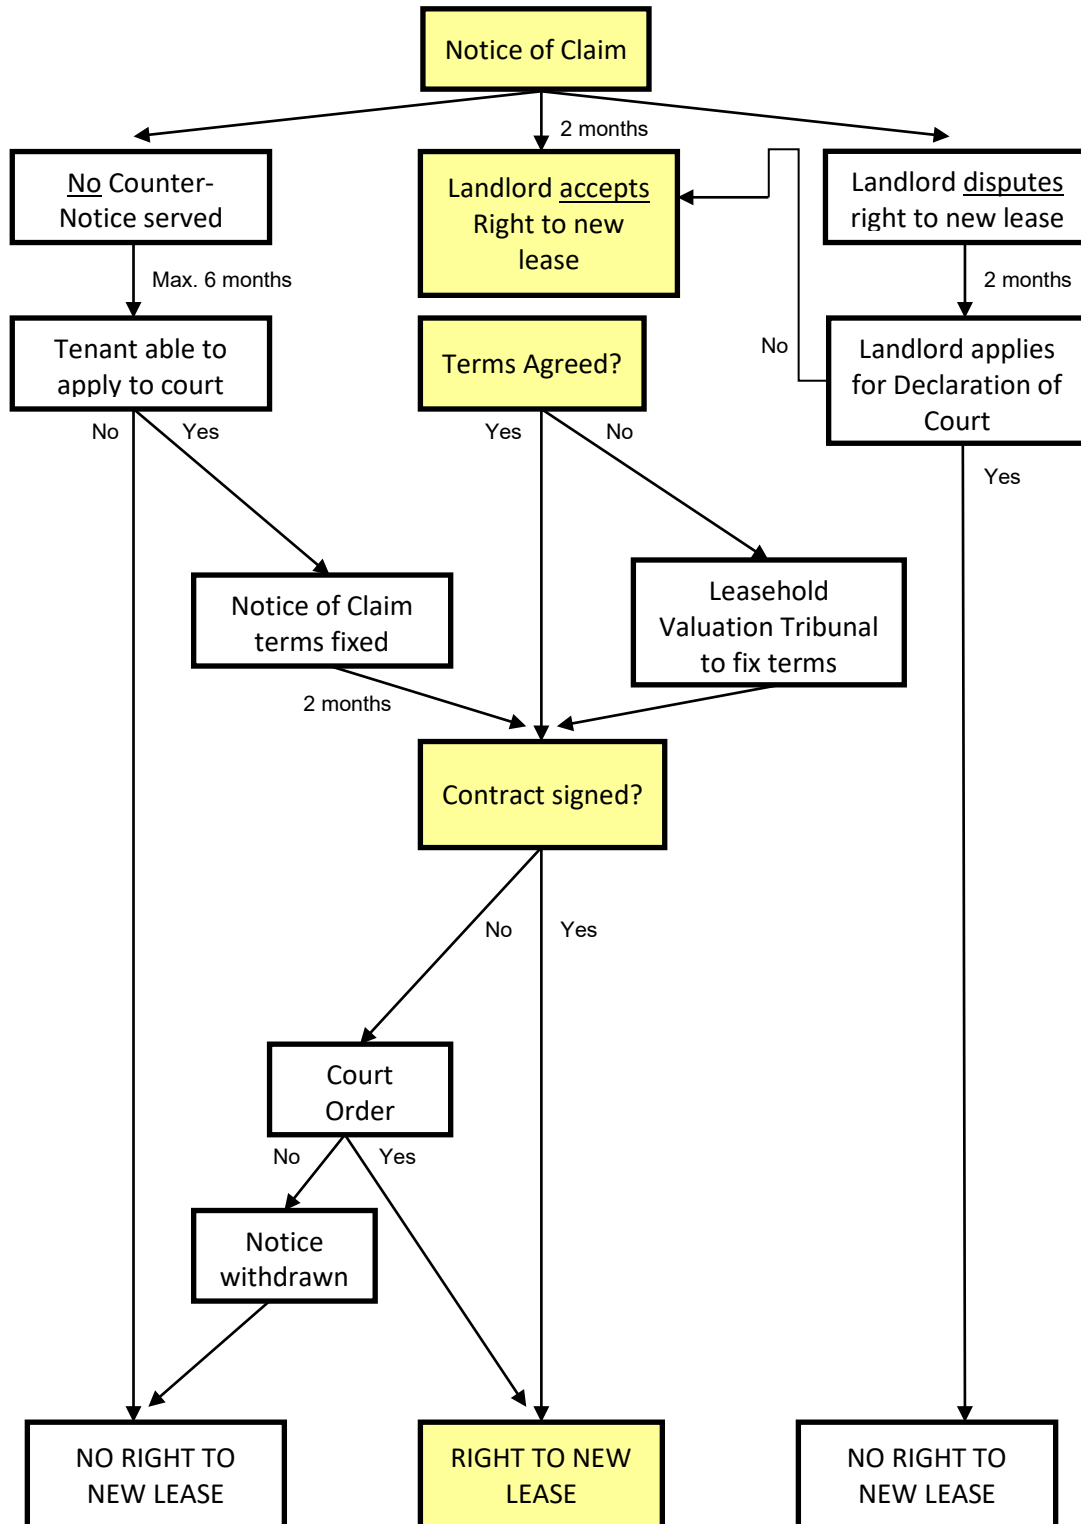 Notice of Claim
2 months
No Counter-
Notice served
Landlord accepts
Right to new
lease
Landlord disputes
right to new lease
Max. 6 months
2 months
Tenant able to
apply to court
Terms Agreed?
No
Landlord applies
for Declaration of
Court
No
Yes
Yes
No
Yes
Notice of Claim
terms fixed
Leasehold
Valuation Tribunal
to fix terms
2 months
Contract signed?
No
Yes
Court
Order
No
Yes
Notice
withdrawn
NO RIGHT TO
NEW LEASE
RIGHT TO NEW
LEASE
NO RIGHT TO
NEW LEASE